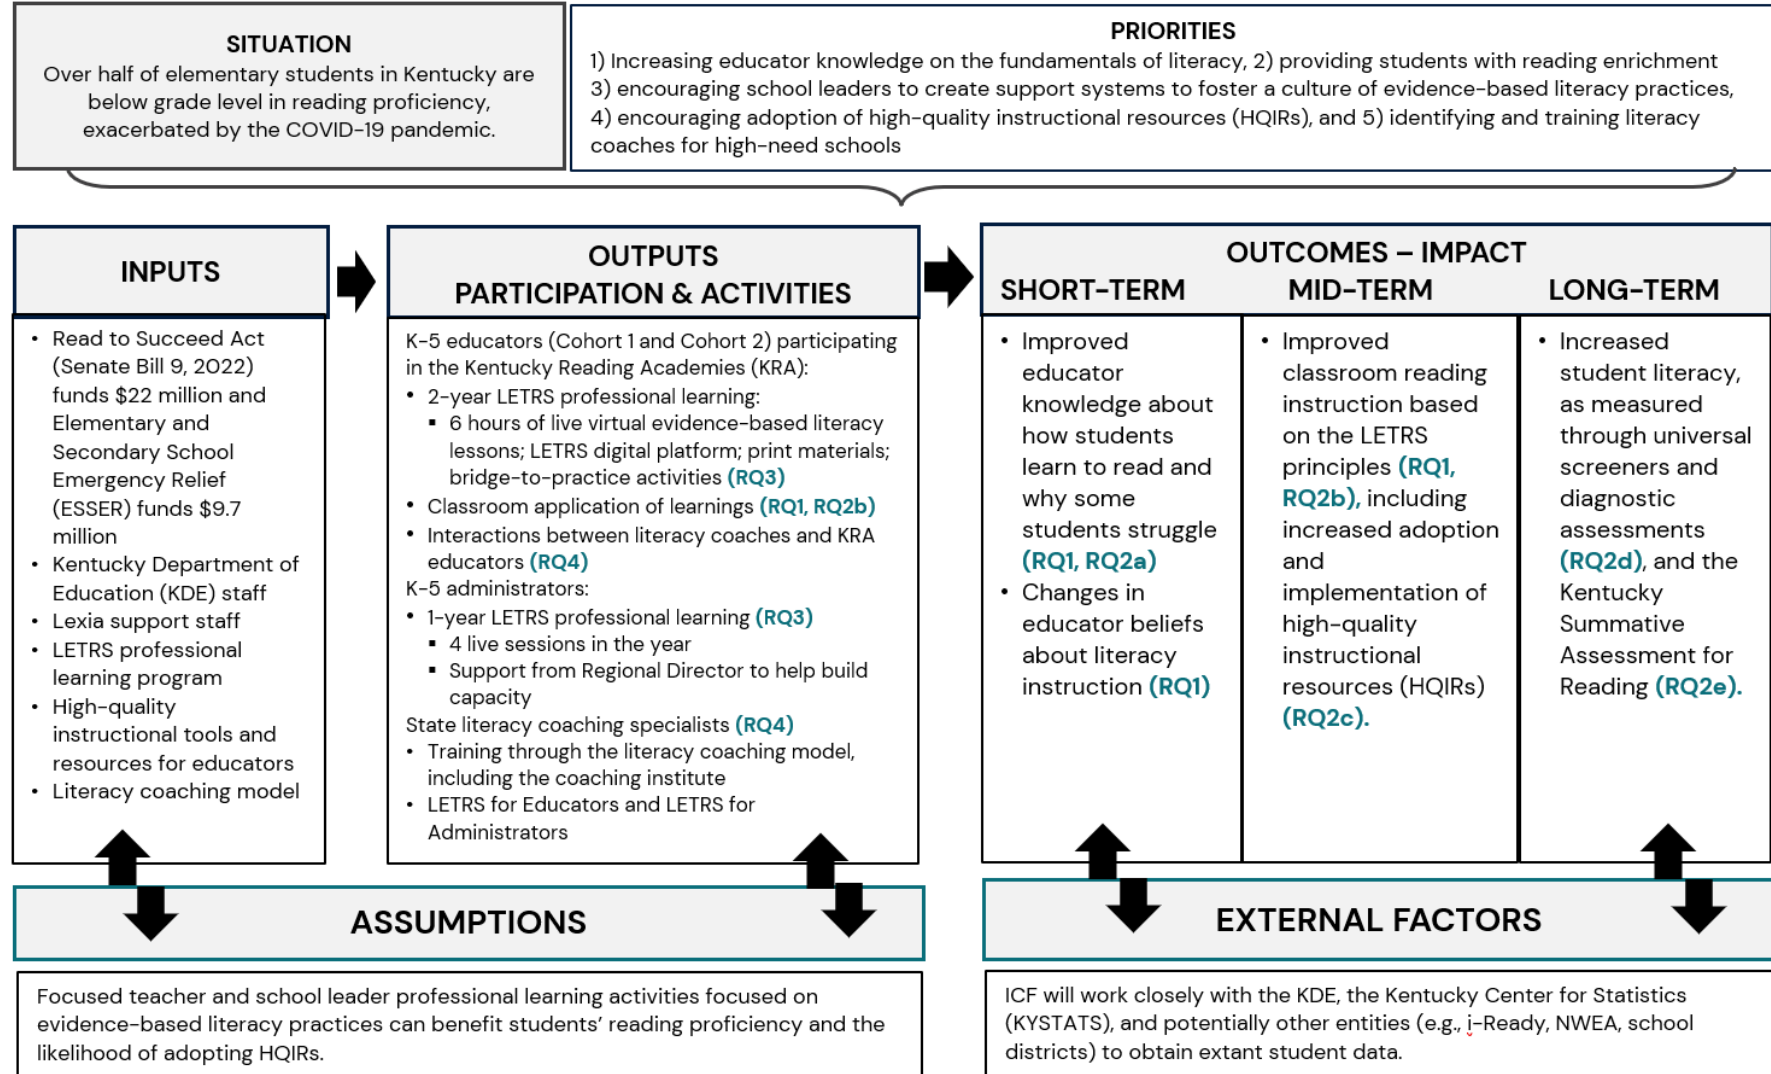 SITUATION
Over half of elementary students in Kentucky are
below grade level in reading proficiency,
exacerbated by the COVID-19 pandemic.
PRIORITIES
1) Increasing educator knowledge on the fundamentals of literacy, 2) providing students with reading enrichment
3) encouraging school leaders to create support systems to foster a culture of evidence-based literacy practices,
4) encouraging adoption of high-quality instructional resources (HQIRs), and 5) identifying and training literacy
coaches for high-need schools
INPUTS
• Read to Succeed Act
(Senate Bill 9, 2022)
funds $22 million and
Elementary and
Secondary School
Emergency Relief
(ESSER) funds $9.7
million
• Kentucky Department of
Education (KDE) staff
• Lexia support staff
• LETRS professional
learning program
• High-quality
instructional tools and
resources for educators
• Literacy coaching model
OUTPUTS
PARTICIPATION & ACTIVITIES
K-5 educators (Cohort 1 and Cohort 2) participating
in the Kentucky Reading Academies (KRA):
• 2-year LETRS professional learning:
▪ 6 hours of live virtual evidence-based literacy
lessons; LETRS digital platform; print materials;
bridge-to-practice activities (RQ3)
• Classroom application of learnings (RQ1, RQ2b)
• Interactions between literacy coaches and KRA
educators (RQ4)
K-5 administrators:
• 1-year LETRS professional learning (RQ3)
▪ 4 live sessions in the year
▪ Support from Regional Director to help build
capacity
State literacy coaching specialists (RQ4)
• Training through the literacy coaching model,
including the coaching institute
• LETRS for Educators and LETRS for
Administrators
OUTCOMES – IMPACT
SHORT-TERM
• Improved
educator
knowledge about
how students
learn to read and
why some
students struggle
(RQ1, RQ2a)
• Changes in
educator beliefs
about literacy
instruction (RQ1)
MID-TERM
• Improved
classroom reading
instruction based
on the LETRS
principles (RQ1,
RQ2b), including
increased adoption
and
implementation of
high-quality
instructional
resources (HQIRs)
(RQ2c).
LONG-TERM
• Increased
student literacy,
as measured
through universal
screeners and
diagnostic
assessments
(RQ2d), and the
Kentucky
Summative
Assessment for
Reading (RQ2e).
ASSUMPTIONS
Focused teacher and school leader professional learning activities focused on
evidence-based literacy practices can benefit students’ reading proficiency and the
likelihood of adopting HQIRs.
EXTERNAL FACTORS
ICF will work closely with the KDE, the Kentucky Center for Statistics
(KYSTATS), and potentially other entities (e.g., i-Ready, NWEA, school
districts) to obtain extant student data.